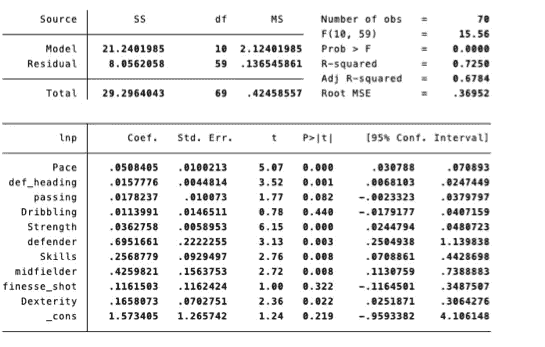 Source SS df MS Number of obs = 70
F(10, 59) = 15.56
Model 21.2401985 10 2.12401985 Prob > F = 0.0000
Residual 8.0562058 59 .136545861 R-squared = 0.7250
Adj R-squared = 0.6784
Total 29.2964043 69 .42458557 Root MSE = .36952
lnp Coef. Std. Err. t P>|t| [95% Conf. Interval]
Pace .0508405 .0100213 5.07 0.000 .030788 .070893
def_heading .0157776 .0044814 3.52 0.001 .0068103 .0247449
passing .0178237 .010073 1.77 0.082 -.0023323 .0379797
Dribbling .0113991 .0146511 0.78 0.440 -.0179177 .0407159
Strength .0362758 .0058953 6.15 0.000 .0244794 .0480723
defender .6951661 .2222255 3.13 0.003 .2504938 1.139838
Skills .2568779 .0929497 2.76 0.008 .0708861 .4428698
midfielder .4259821 .1563753 2.72 0.008 .1130759 .7388883
finesse_shot .1161503 .1162424 1.00 0.322 -.1164501 .3487507
Dexterity .1658073 .0702751 2.36 0.022 .0251871 .3064276
_cons 1.573405 1.265742 1.24 0.219 -.9593382 4.106148